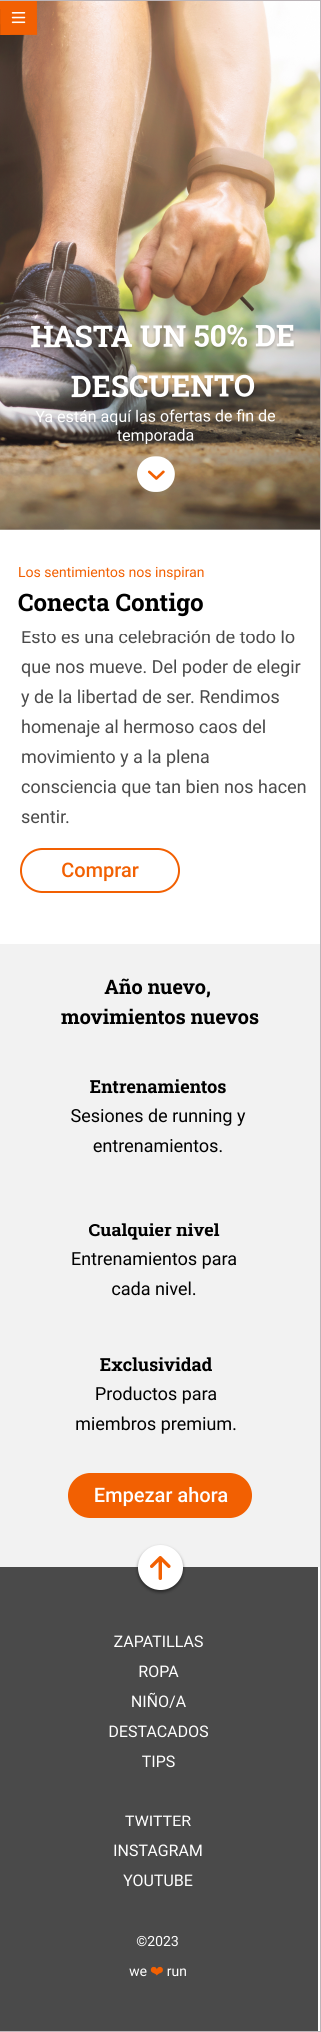 HASTA UN 50% DE
DESCUENTO
Ya están aquí las ofertas de fin de
temporada
Los sentimientos nos inspiran
Conecta Contigo
Esto es una celebración de todo lo
que nos mueve. Del poder de elegir
y de la libertad de ser. Rendimos
homenaje al hermoso caos del
movimiento y a la plena
consciencia que tan bien nos hacen
sentir.
Comprar
Año nuevo,
movimientos nuevos
Entrenamientos
Sesiones de running y
entrenamientos.
Cualquier nivel
Entrenamientos para
cada nivel.
Exclusividad
Productos para
miembros premium.
Empezar ahora
ZAPATILLAS
ROPA
NIÑO/A
DESTACADOS
TIPS
TWITTER
INSTAGRAM
YOUTUBE
©2023
we ❤ run